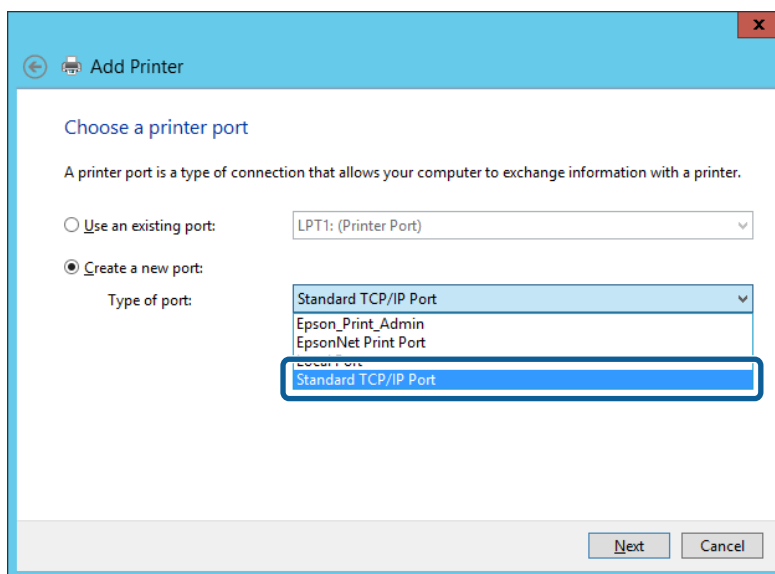 x
Add Printer
Choose a printer port
A printer port is a type of connection that allows your computer to exchange information with a printer.
Use an existing port:
LPT1: (Printer Port)
Create a new port:
Type of port:
Standard TCP/IP Port
Epson_Print_Admin
EpsonNet Print Port
Local Port
Standard TCP/IP Port
Next
Cancel